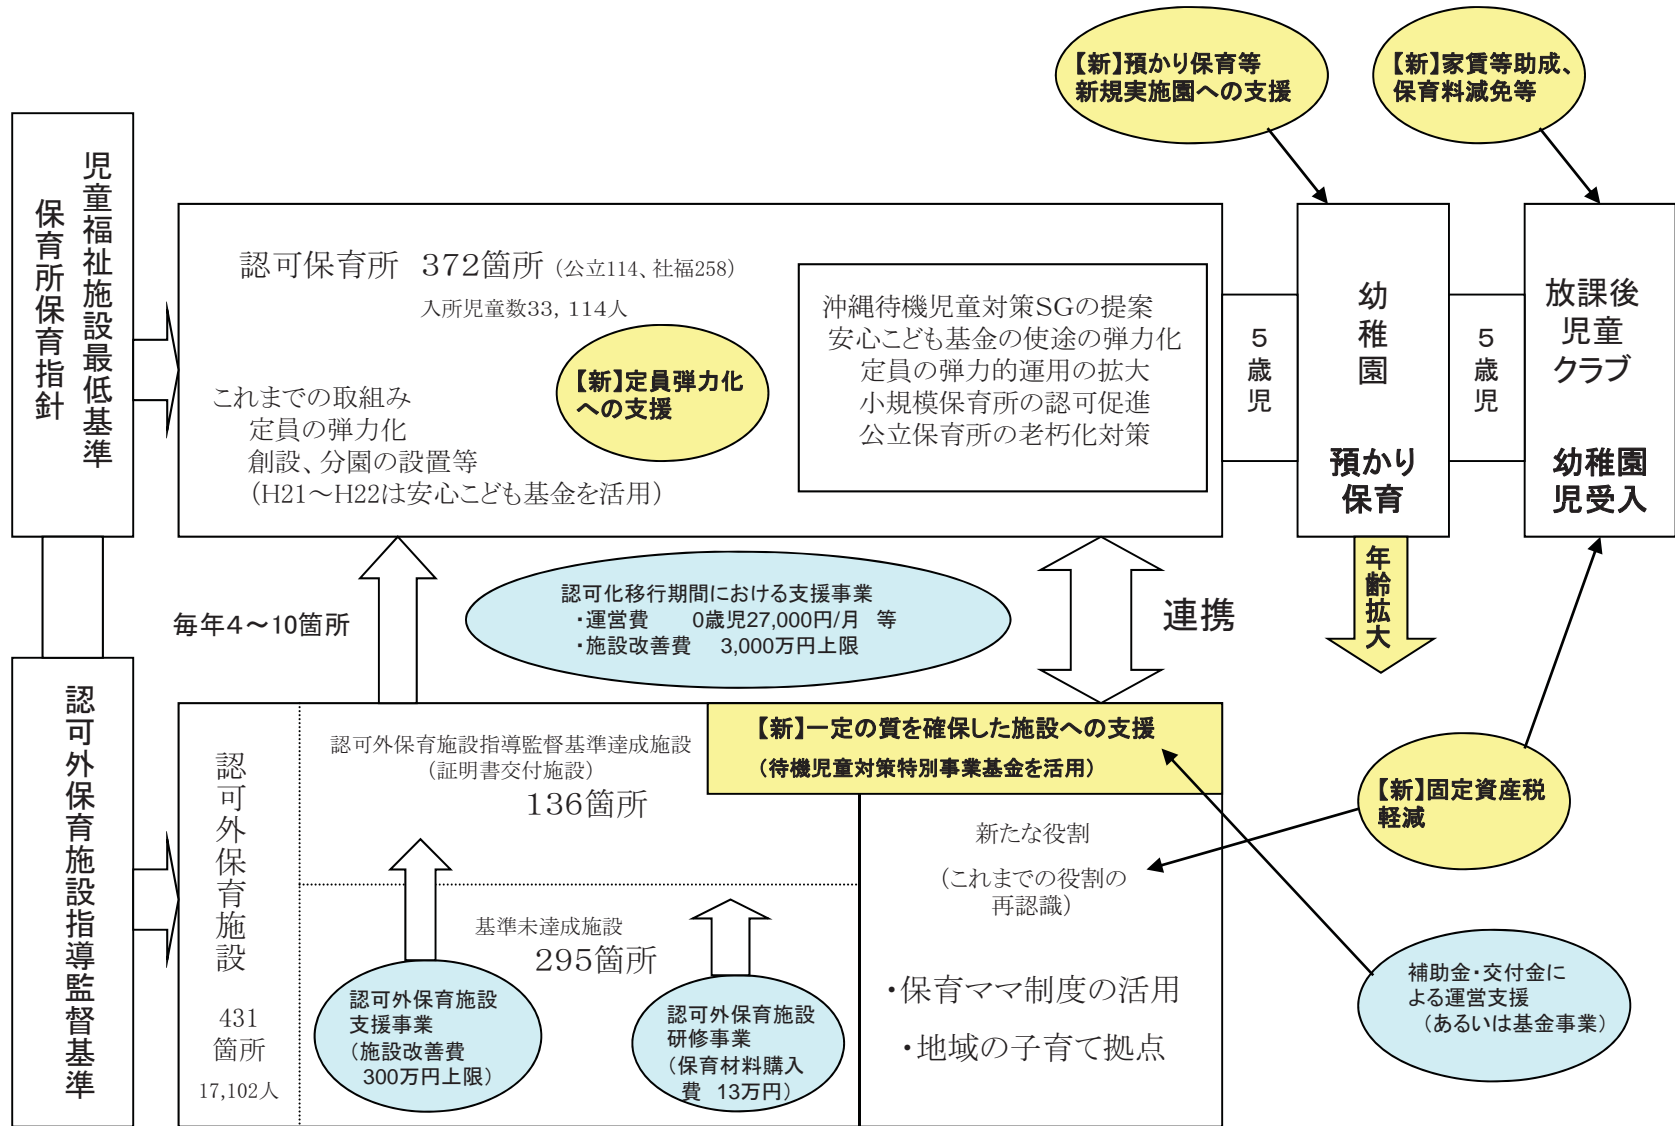 【新】預かり保育等
新規実施園への支援
【新】家賃等助成、
保育料減免等
児童福祉施設最低基準
保育所保育指針
認可保育所 372箇所 (公立114、社福258)
入所児童数33,114人
【新】定員弾力化
への支援
これまでの取組み
定員の弾力化
創設、分園の設置等
(H21～H22は安心こども基金を活用)
沖縄待機児童対策SGの提案
安心こども基金の使途の弾力化
定員の弾力的運用の拡大
小規模保育所の認可促進
公立保育所の老朽化対策
5歳児
幼稚園
預かり
保育
5歳児
放課後
児童
クラブ
幼稚園
児受入
年齢拡大
毎年4～10箇所
認可化移行期間における支援事業
・運営費 0歳児27,000円/月 等
・施設改善費 3,000万円上限
連携
認可外保育施設指導監督基準
認可外保育施設
431
箇所
17,102人
認可外保育施設指導監督基準達成施設
(証明書交付施設)
136箇所
【新】一定の質を確保した施設への支援
(待機児童対策特別事業基金を活用)
基準未達成施設
295箇所
認可外保育施設
支援事業
(施設改善費
300万円上限)
認可外保育施設
研修事業
(保育材料購入
費 13万円)
新たな役割
(これまでの役割の
再認識)
・保育ママ制度の活用
・地域の子育て拠点
【新】固定資産税
軽減
補助金・交付金に
よる運営支援
(あるいは基金事業)